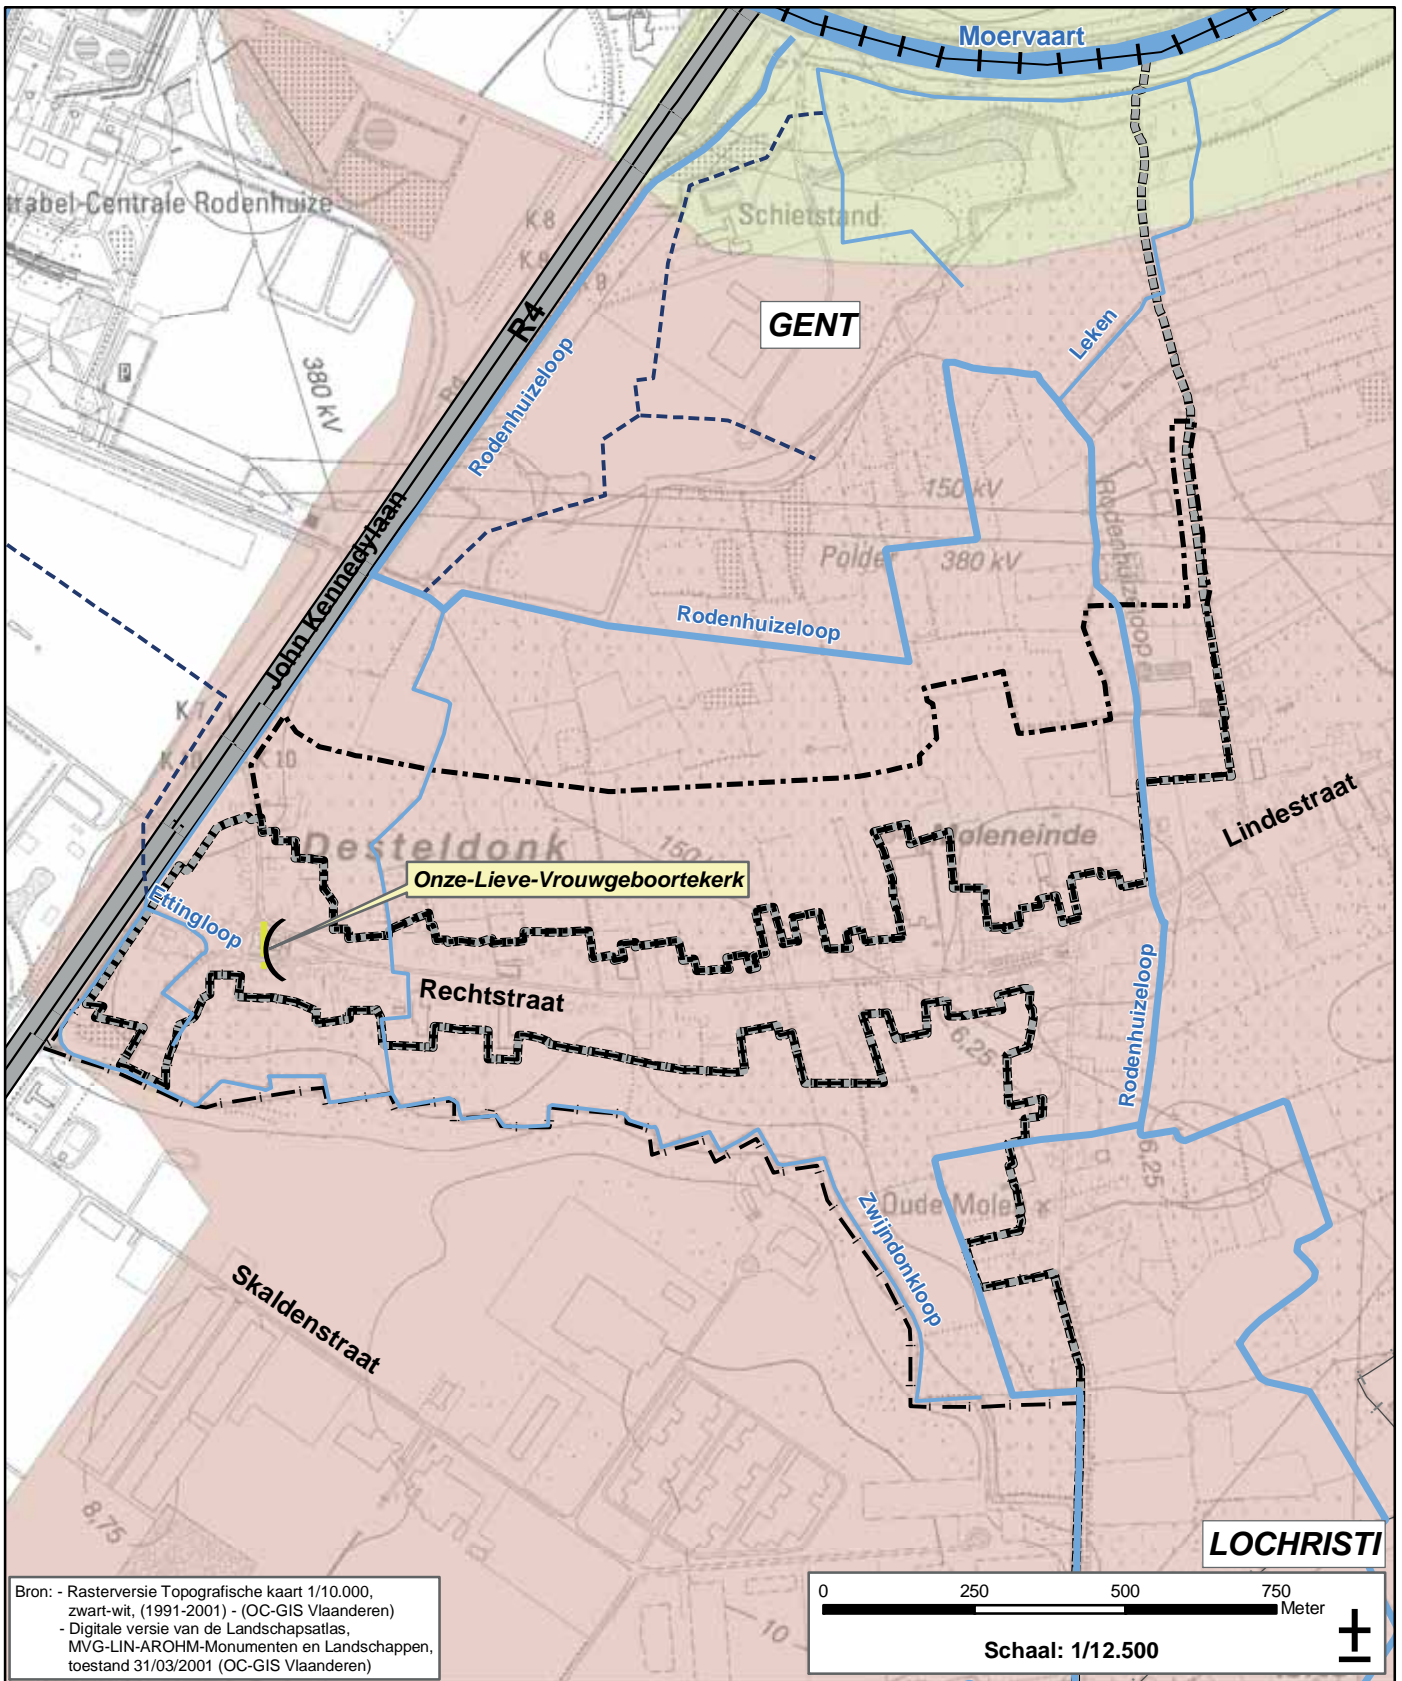 Moervaart
trabel-Centrale Rodenhuize
K 8
Schietstand
K 9
GENT
R4
Leken
380 kV
Rodenhuizeloop
150 kV
Rodenhuizeloop
Polder
380 kV
John Kennedylaan
Rodenhuizeloop
K 7
K 10
Lindestraat
Desteldonk
150
Moleneinde
Onze-Lieve-Vrouwgeboortekerk
Ettingloop
Rechtstraat
Rodenhuizeloop
6,25
6,25
Oude Molen
Zwijndonkloop
Skaldenstraat
8,75
LOCHRISTI
10
Bron: - Rasterversie Topografische kaart 1/10.000,
zwart-wit, (1991-2001) - (OC-GIS Vlaanderen)
- Digitale versie van de Landschapsatlas,
MVG-LIN-AROHM-Monumenten en Landschappen,
toestand 31/03/2001 (OC-GIS Vlaanderen)
0 250 500 750
Meter
Schaal: 1/12.500